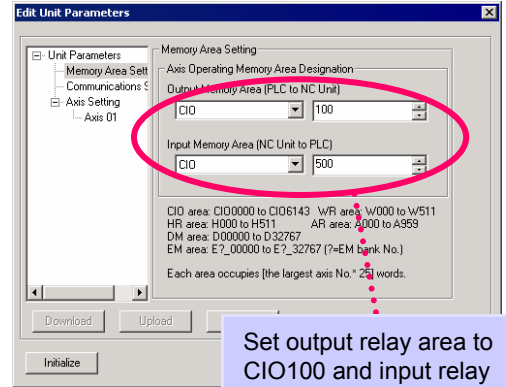 Edit Unit Parameters
Unit Parameters
Memory Area Sett
Communications S
Axis Setting
Axis 01
Memory Area Setting
Axis Operating Memory Area Designation
Output Memory Area (PLC to NC Unit)
CIO
100
Input Memory Area (NC Unit to PLC)
CIO
500
CIO area: CIO0000 to CIO6143 WR area: W000 to W511
HR area: H000 to H511 AR area: A000 to A959
DM area: D00000 to D32767
EM area: E?_00000 to E?_32767 (?=EM bank No.)
Each area occupies [the largest axis No.* 25] words.
Download
Upload
Initialize
Set output relay area to
CIO100 and input relay